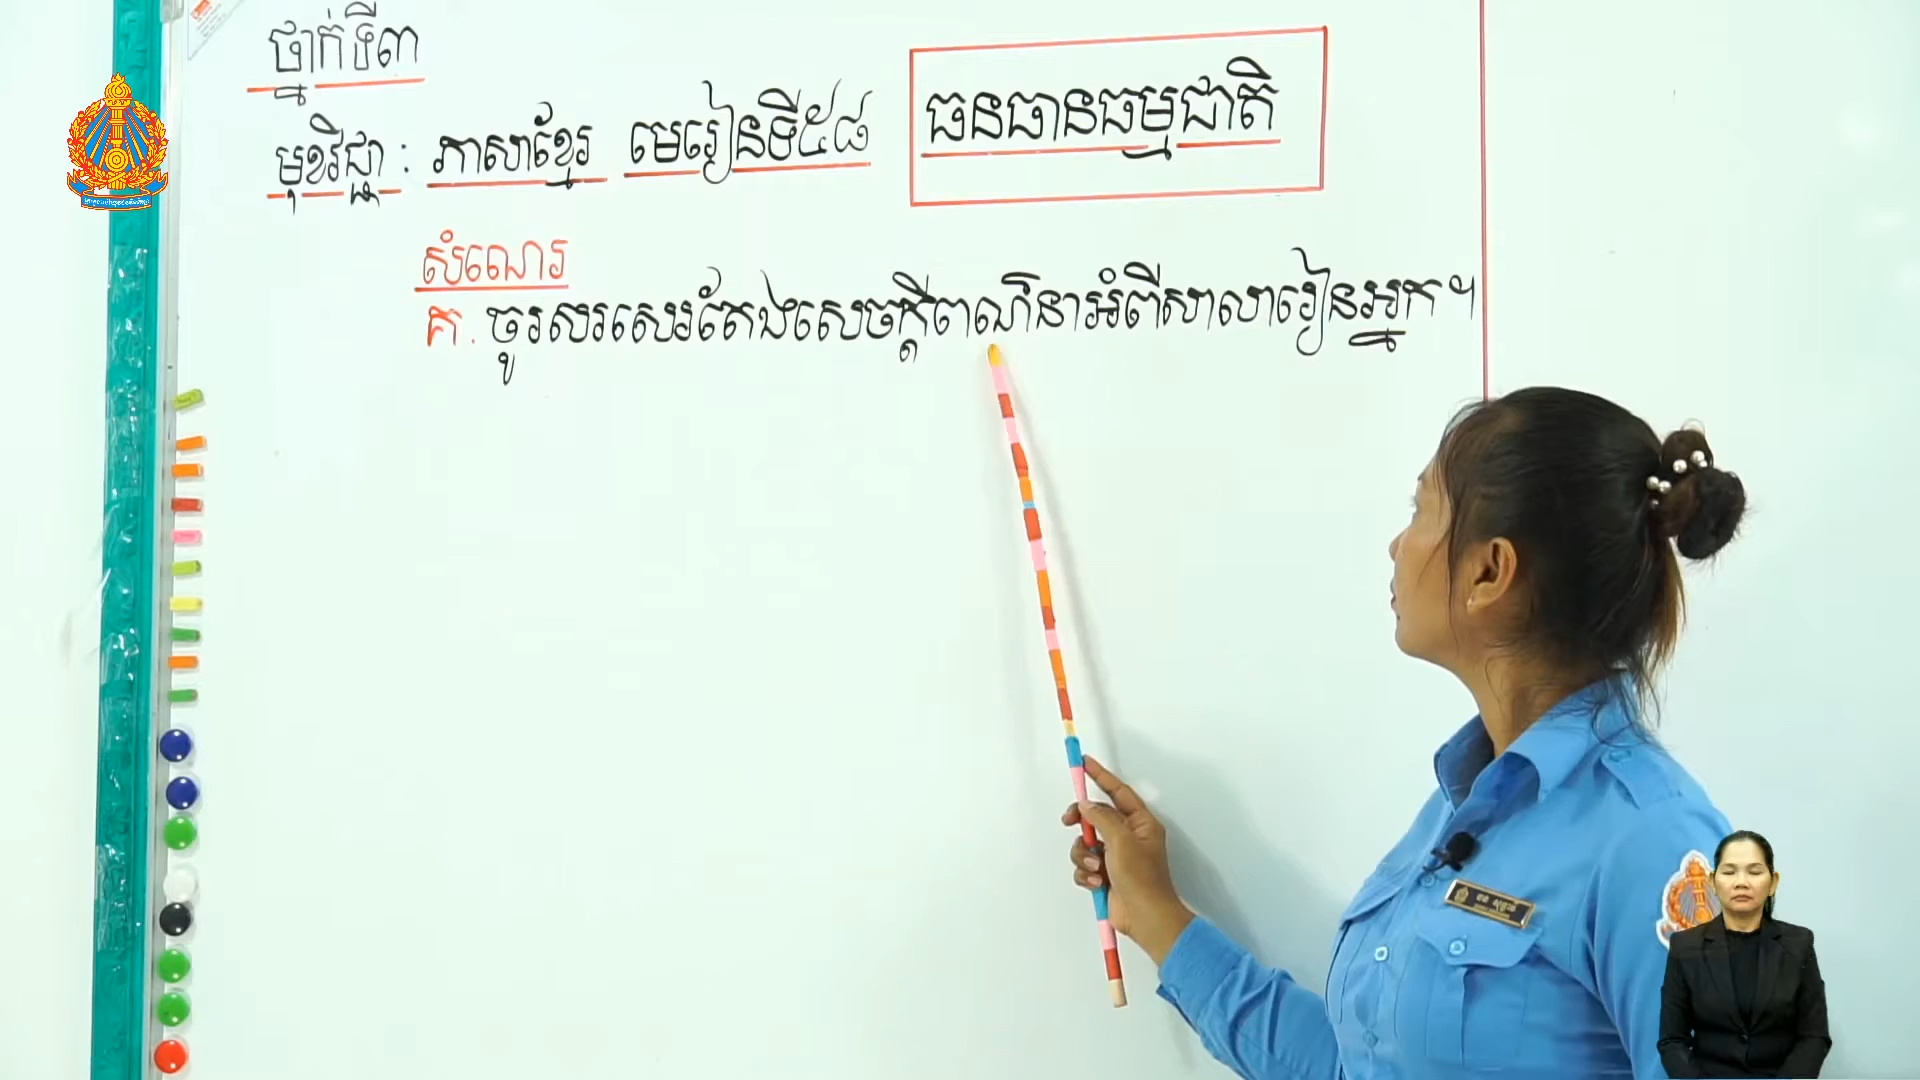 ថ្នាក់ទី៣
មុខវិជ្ជា : ភាសាខ្មែរ មេរៀនទី៥៨
ធនធានធម្មជាតិ
សំណេរ
គ. ចូរសរសេរតែងសេចក្តីពណ៌នាអំពីសាលារៀនអ្នក។